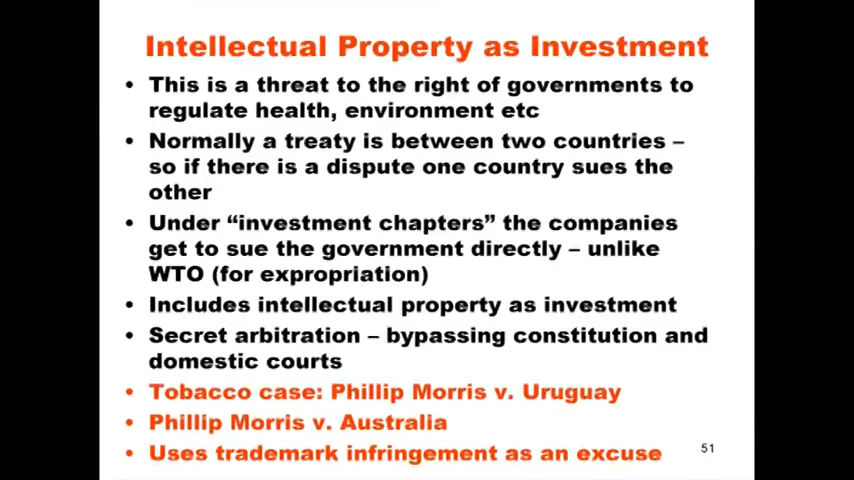 Intellectual Property as Investment
• This is a threat to the right of governments to
regulate health, environment etc
• Normally a treaty is between two countries –
so if there is a dispute one country sues the
other
• Under “investment chapters” the companies
get to sue the government directly – unlike
WTO (for expropriation)
• Includes intellectual property as investment
• Secret arbitration – bypassing constitution and
domestic courts
• Tobacco case: Phillip Morris v. Uruguay
• Phillip Morris v. Australia
• Uses trademark infringement as an excuse
51